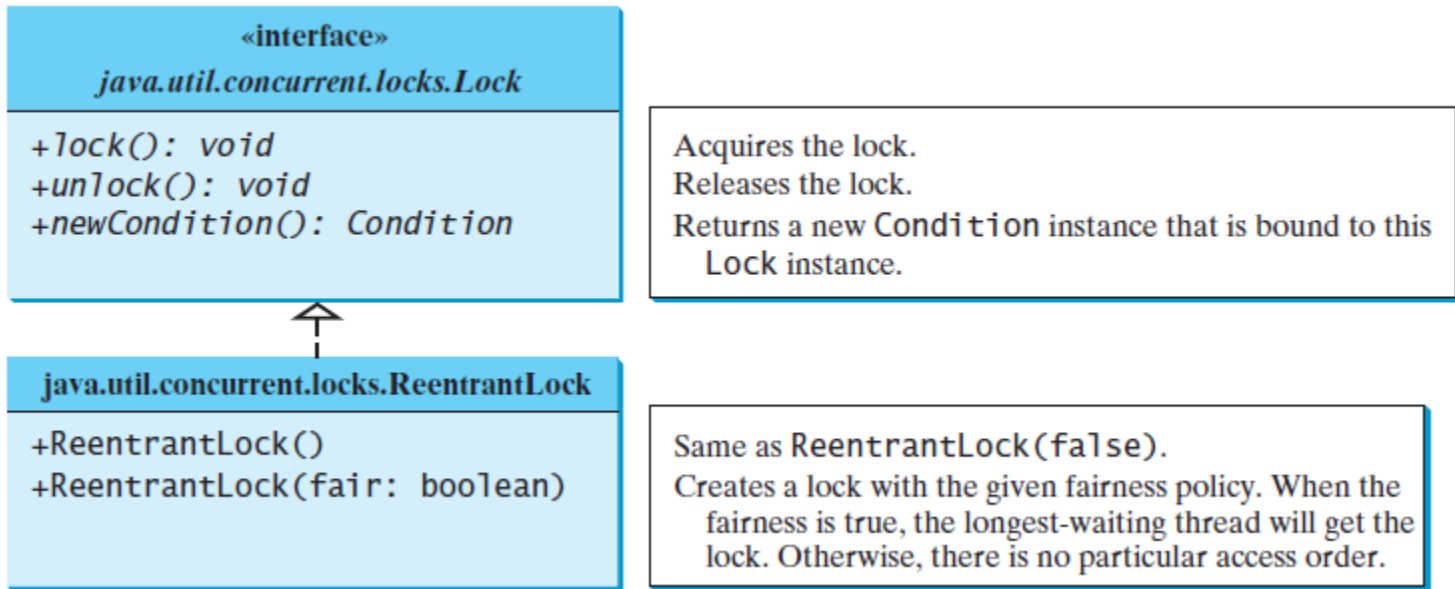 «interface»
java.util.concurrent.locks.Lock
+lock(): void
+unlock(): void
+newCondition(): Condition
Acquires the lock.
Releases the lock.
Returns a new Condition instance that is bound to this
Lock instance.
java.util.concurrent.locks.ReentrantLock
+ReentrantLock()
+ReentrantLock(fair: boolean)
Same as ReentrantLock(false).
Creates a lock with the given fairness policy. When the
fairness is true, the longest-waiting thread will get the
lock. Otherwise, there is no particular access order.